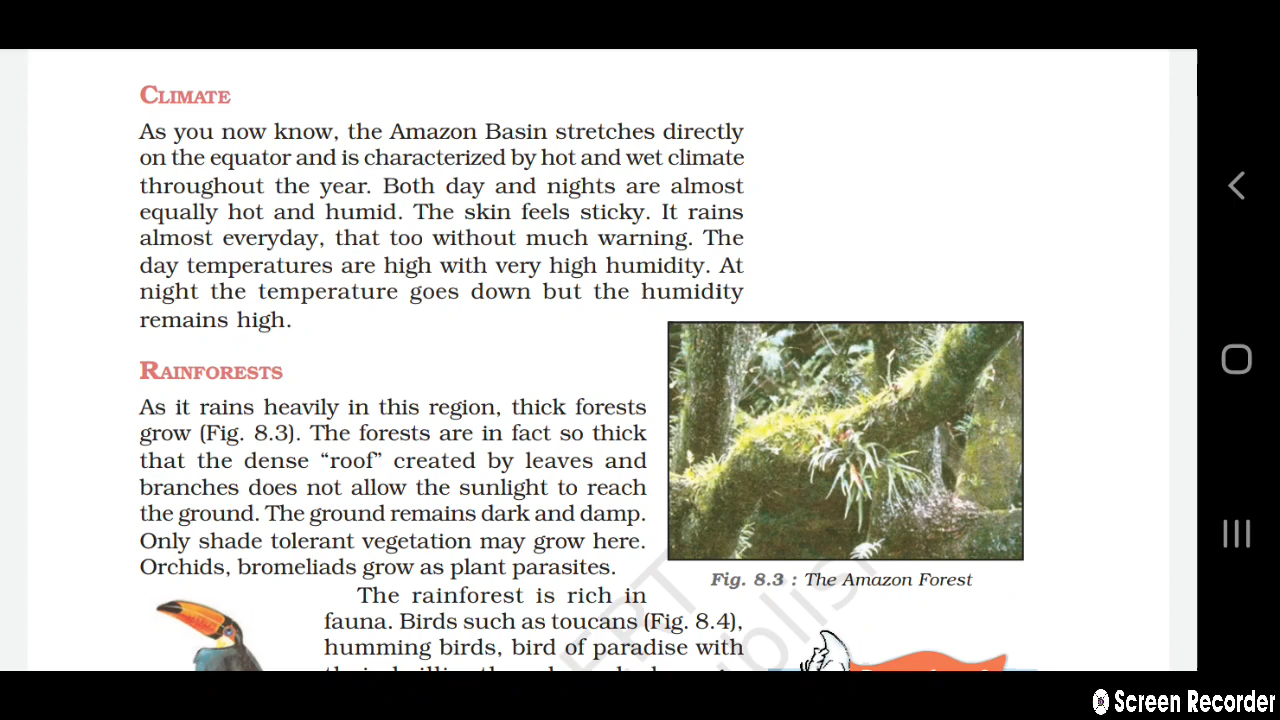 CLIMATE
As you now know, the Amazon Basin stretches directly
on the equator and is characterized by hot and wet climate
throughout the year. Both day and nights are almost
equally hot and humid. The skin feels sticky. It rains
almost everyday, that too without much warning. The
day temperatures are high with very high humidity. At
night the temperature goes down but the humidity
remains high.
RAINFORESTS
As it rains heavily in this region, thick forests
grow (Fig. 8.3). The forests are in fact so thick
that the dense “roof” created by leaves and
branches does not allow the sunlight to reach
the ground. The ground remains dark and damp.
Only shade tolerant vegetation may grow here.
Orchids, bromeliads grow as plant parasites.
The rainforest is rich in
fauna. Birds such as toucans (Fig. 8.4),
humming birds, bird of paradise with
Fig. 8.3 : The Amazon Forest
Screen Recorder